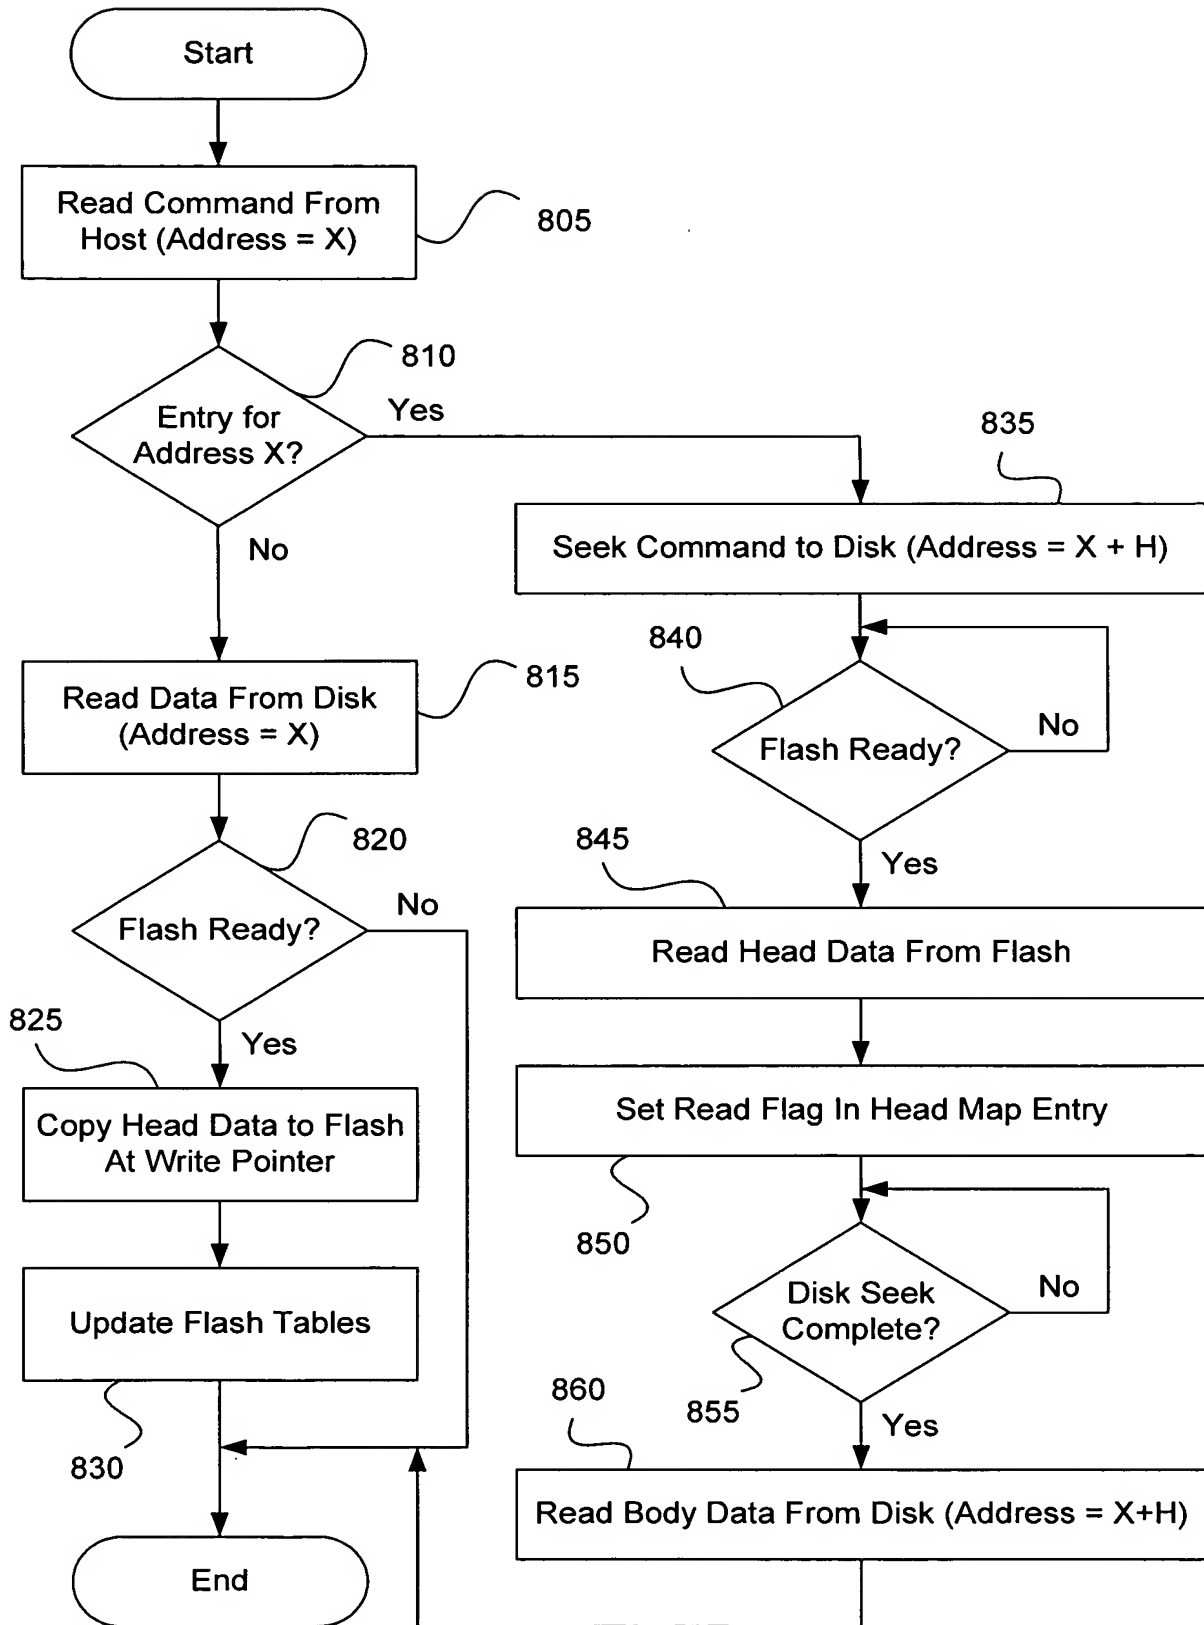 Start
Read Command From
Host (Address = X)
805
810
Entry for
Address X?
Yes
No
835
Seek Command to Disk (Address = X + H)
Read Data From Disk
(Address = X)
815
840
Flash Ready?
No
Yes
820
Flash Ready?
No
Yes
845
Read Head Data From Flash
825
Copy Head Data to Flash
At Write Pointer
Set Read Flag In Head Map Entry
850
Update Flash Tables
830
Disk Seek
Complete?
No
855
Yes
860
Read Body Data From Disk (Address = X+H)
End